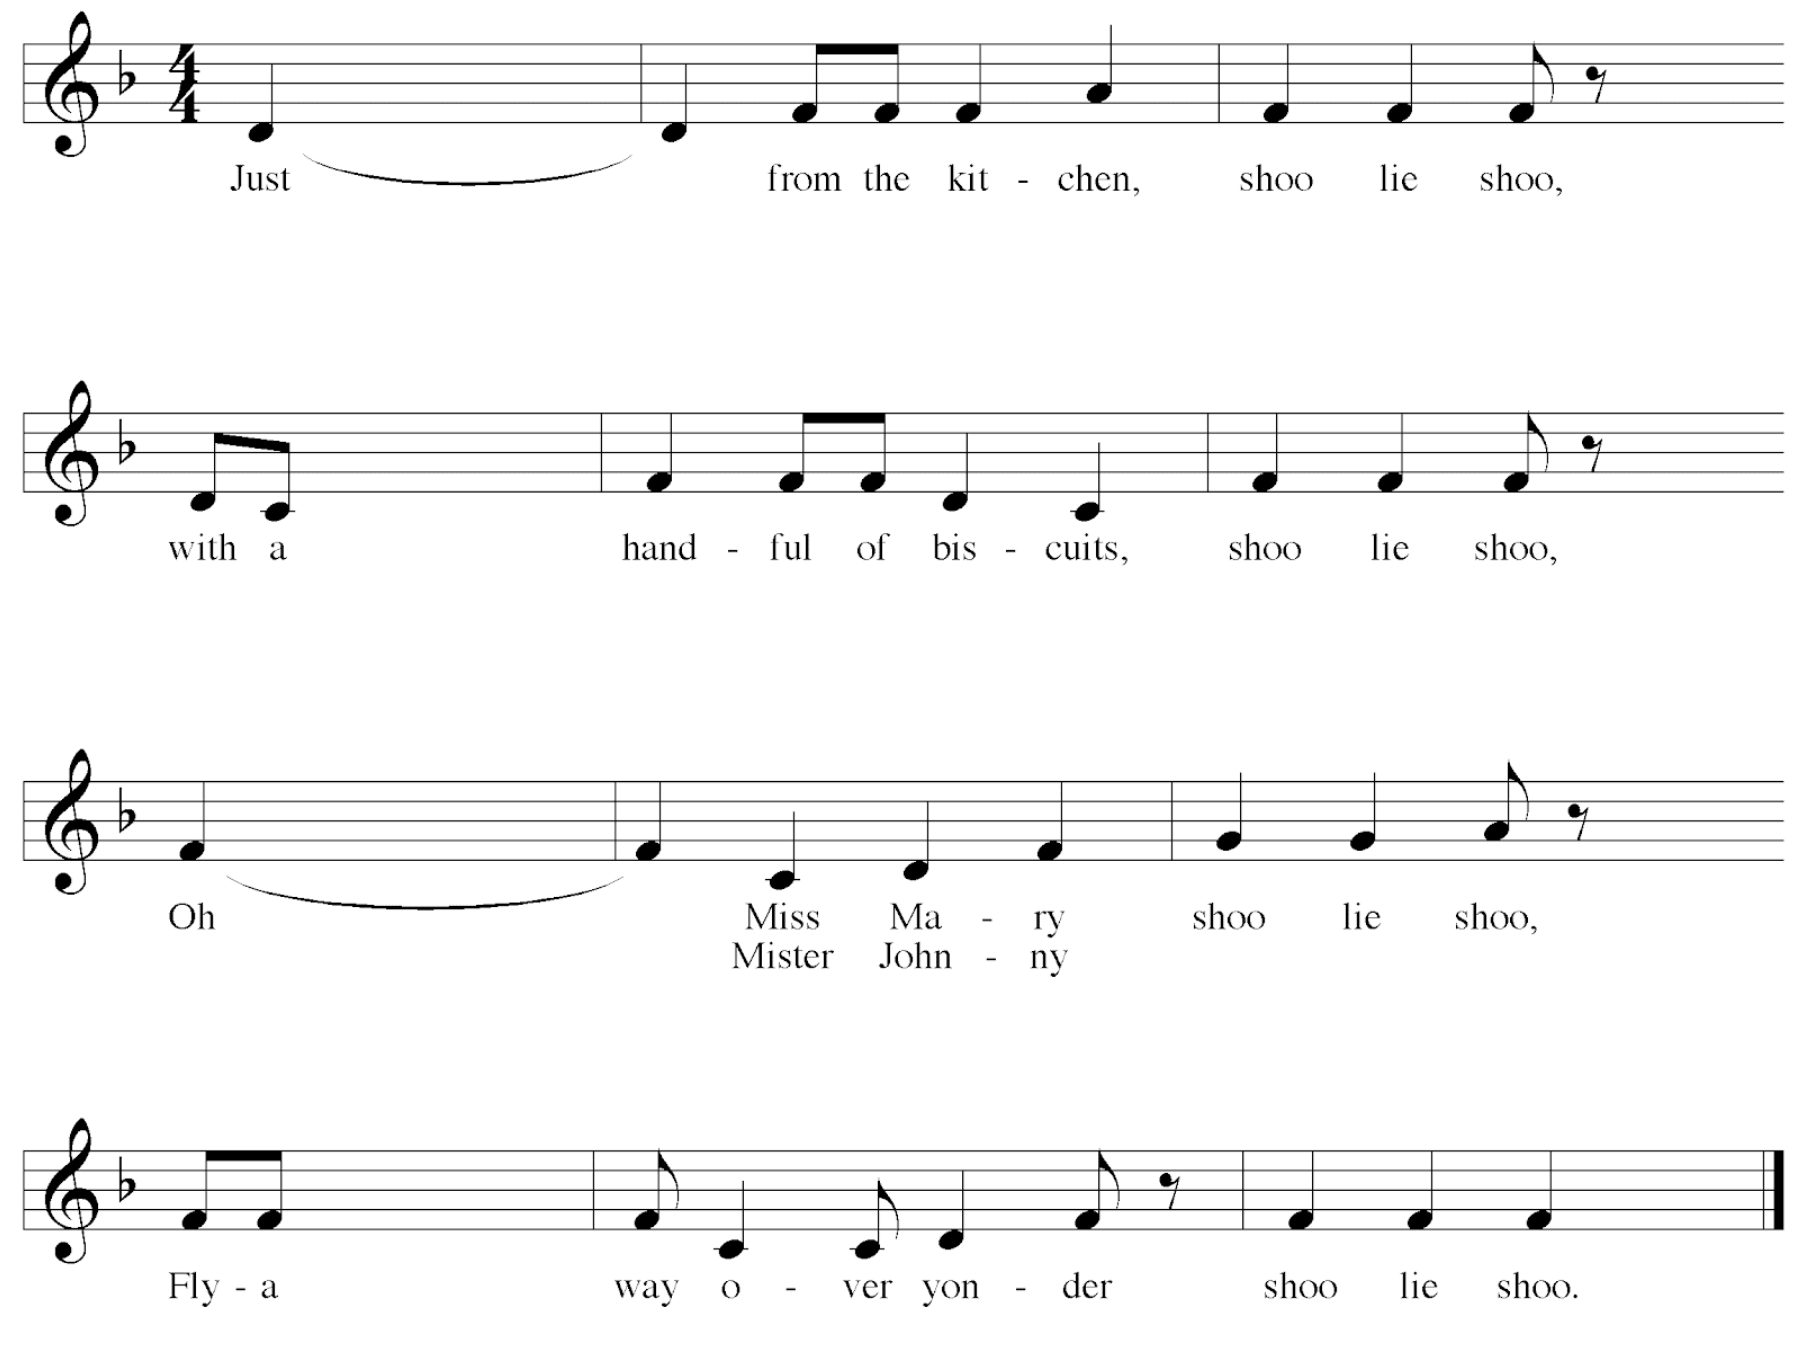 4
4
Just from the kit - chen, shoo lie shoo,
with a hand - ful of bis - cuits, shoo lie shoo,
Oh Miss Ma - ry shoo lie shoo,
Mister John - ny
Fly - a way o - ver yon - der shoo lie shoo.